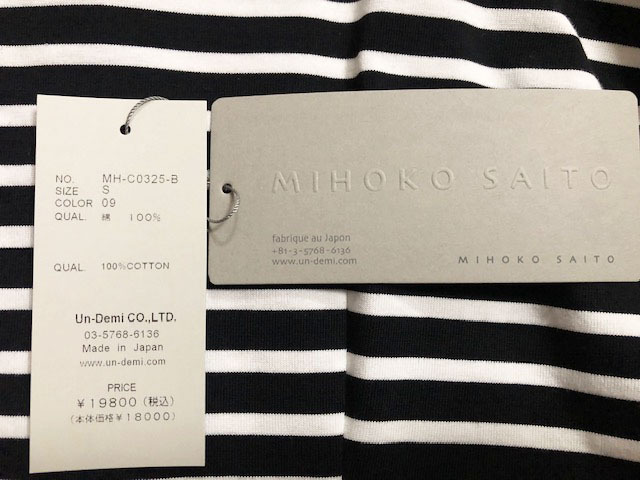 NO. MH-C0325-B
SIZE S
COLOR 09
QUAL. 綿 100%
QUAL. 100%COTTON
Un-Demi CO.,LTD.
03-5768-6136
Made in Japan
www.un-demi.com
PRICE
¥19800(税込)
(本体価格¥18000)
MIHOKO SAITO
fabrique au Japon
+81-3-5768-6136
www.un-demi.com
MIHOKO SAITO